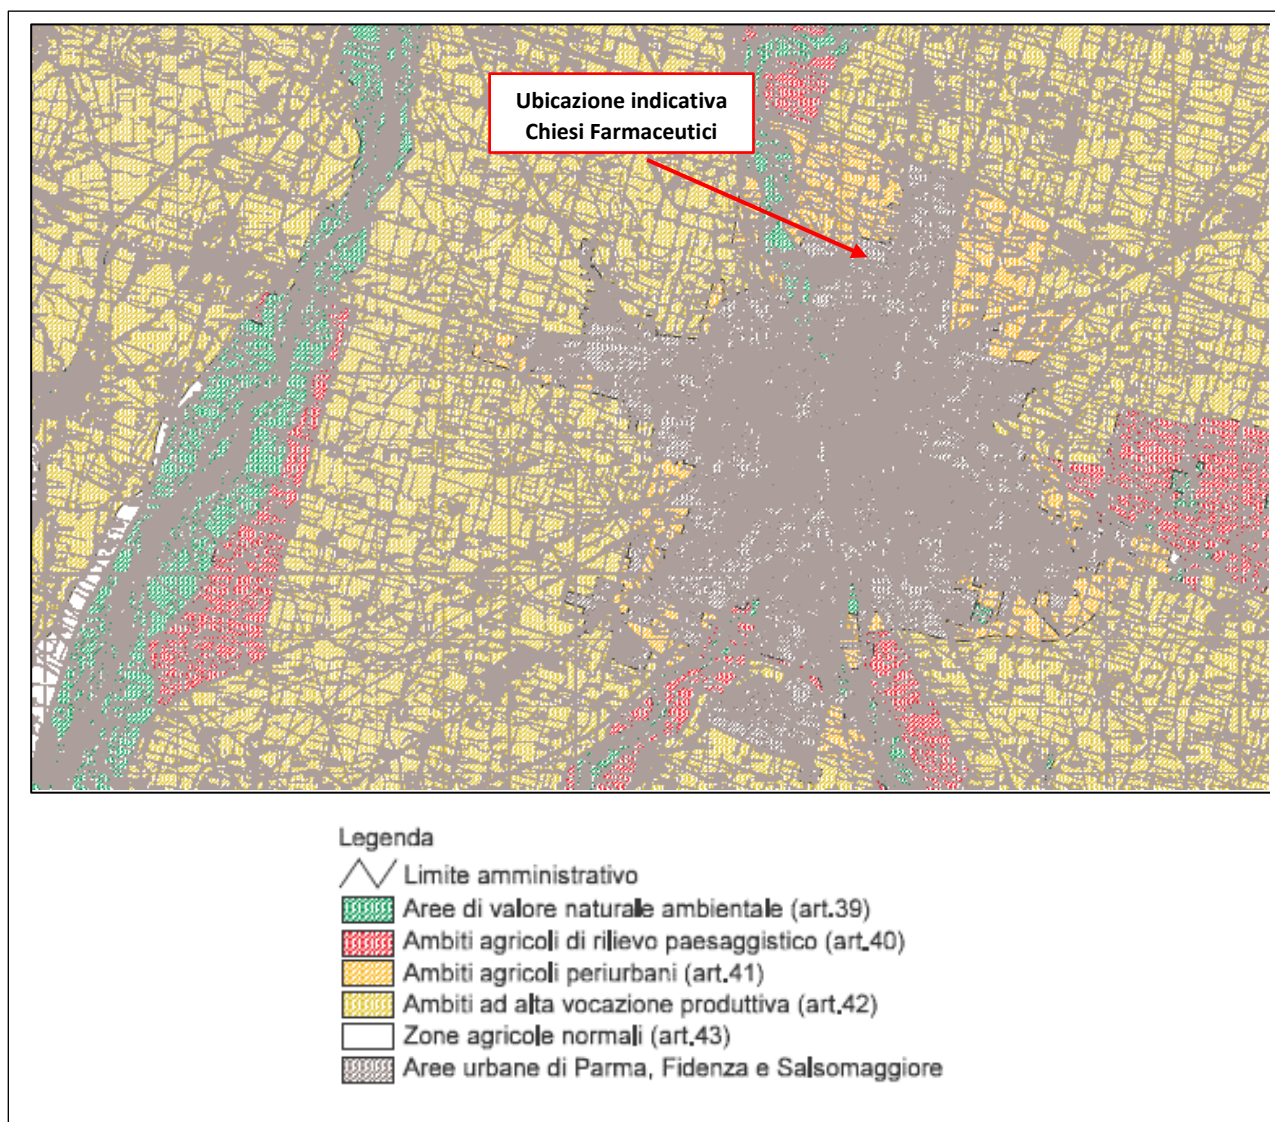 Ubicazione indicativa
Chiesi Farmaceutici
Legenda
Limite amministrativo
Aree di valore naturale ambientale (art.39)
Ambiti agricoli di rilievo paesaggistico (art.40)
Ambiti agricoli periurbani (art.41)
Ambiti ad alta vocazione produttiva (art.42)
Zone agricole normali (art.43)
Aree urbane di Parma, Fidenza e Salsomaggiore